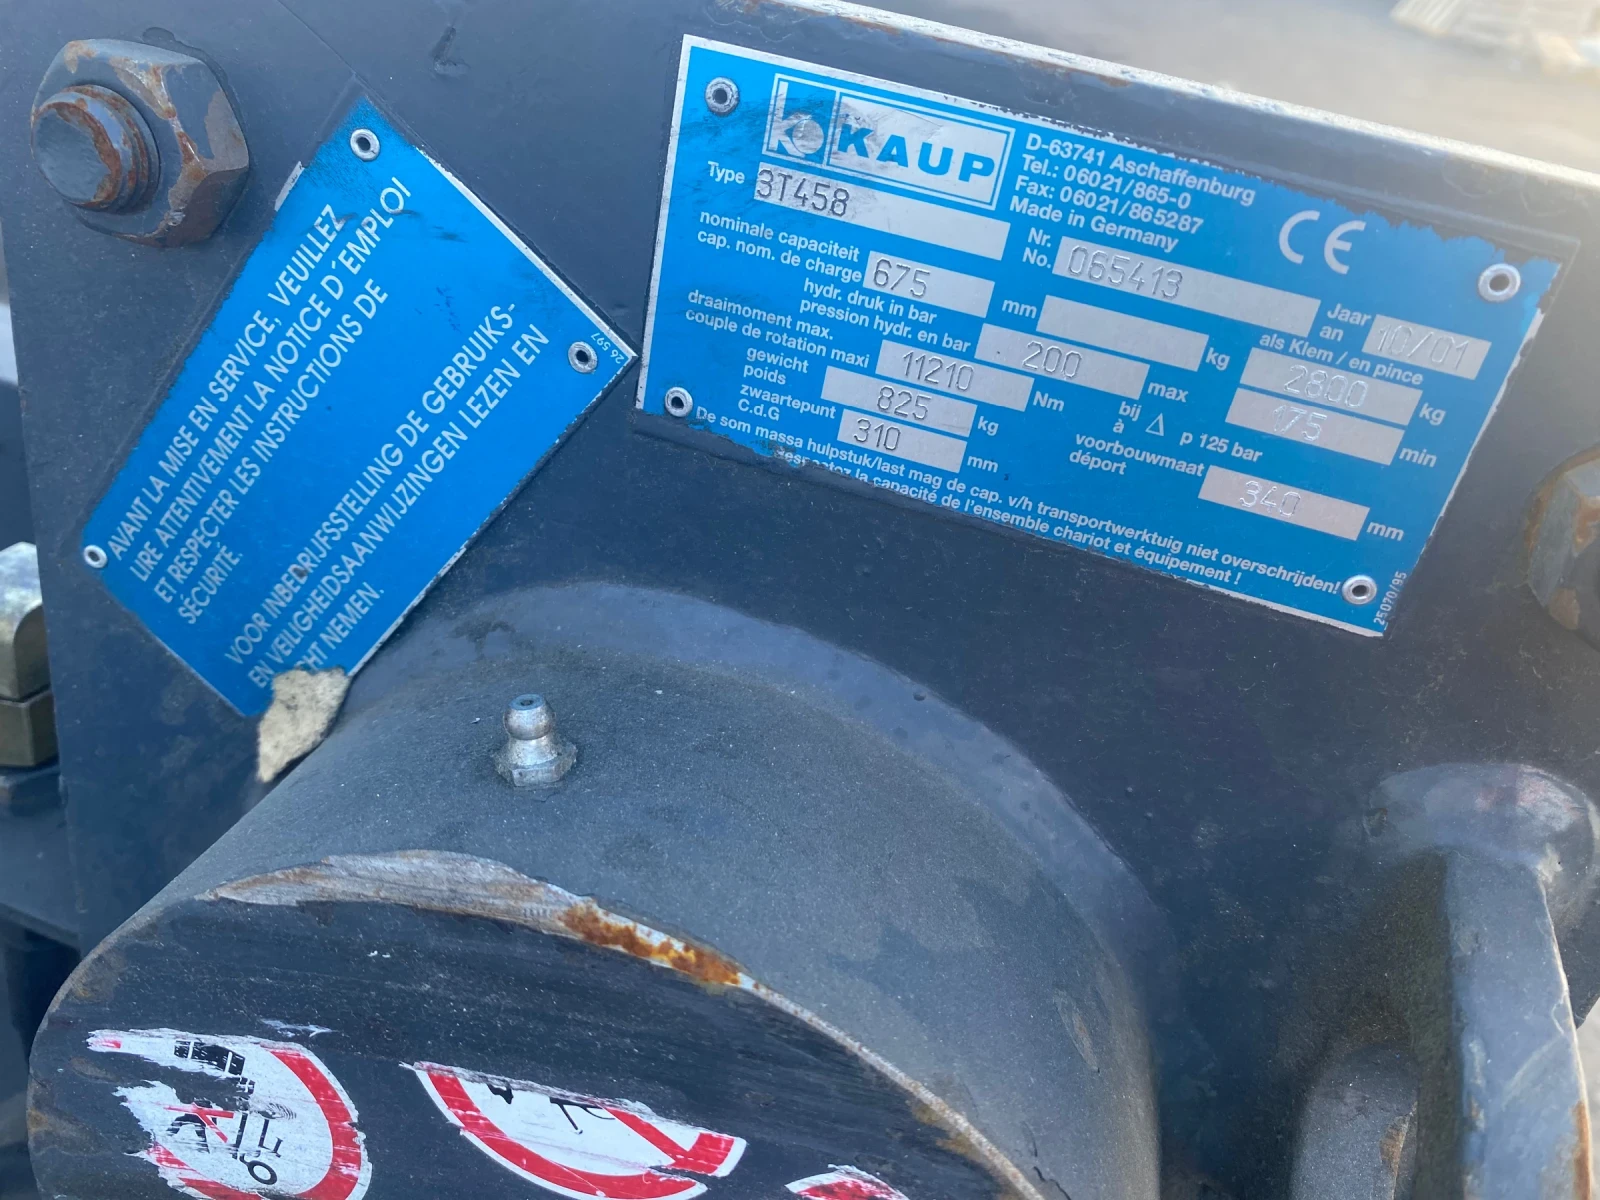 AVANT LA MISE EN SERVICE, VEUILLEZ
LIRE ATTENTIVEMENT LA NOTICE D´EMPLOI
ET RESPECTER LES INSTRUCTIONS DE
SÉCURITÉ.
VOOR INBEDRIJFSSTELLING DE GEBRUIKS-
EN VEILIGHEIDSAANWIJZINGEN LEZEN EN
NEMEN.
26 597
KAUP
D-63741 Aschaffenburg
Tel.: 06021/865-0
Fax: 06021/865287
Made in Germany
CE
Type 3T458
Nr.
No. 065413
Jaar
an 10/01
nominale capaciteit
cap. nom. de charge 675 mm kg
als Klem / en pince 2800 kg
hydr. druk in bar
pression hydr. en bar 200 max 175 min
draaimoment max.
couple de rotation maxi 11210 Nm
bij
à Δ p 125 bar
gewicht
poids 825 kg
voorbouwmaat
déport 340 mm
zwaartepunt
C.d.G 310 mm
De som massa hulpstuk/last mag de cap. v/h transportwerktuig niet overschrijden!
Respectez la capacité de l'ensemble chariot et équipement !
25070/95